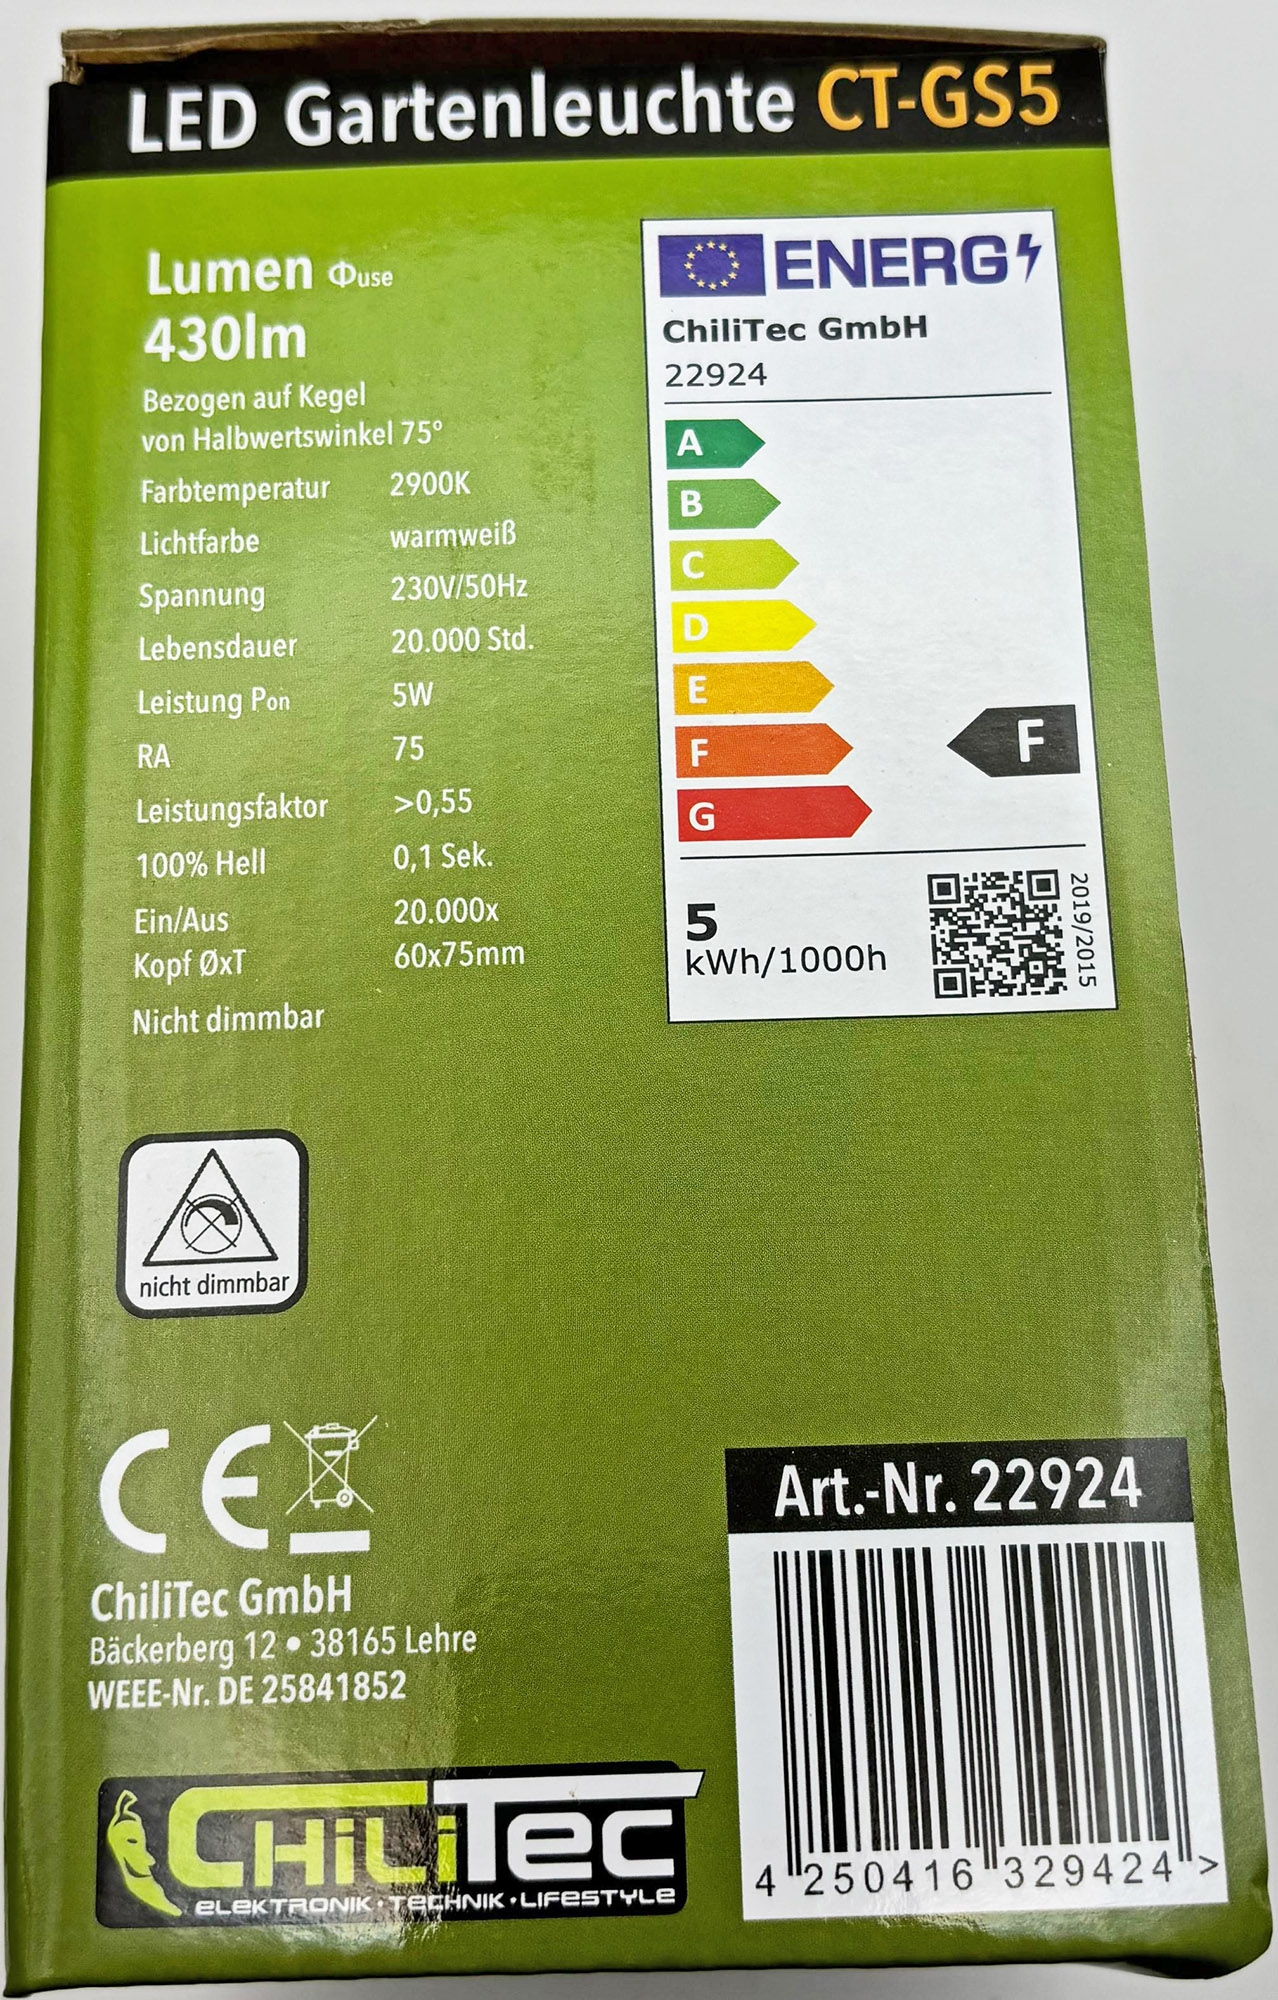 LED Gartenleuchte CT-GS5
Lumen Φuse
430lm
Bezogen auf Kegel
von Halbwertswinkel 75°
Farbtemperatur 2900K
Lichtfarbe warmweiß
Spannung 230V/50Hz
Lebensdauer 20.000 Std.
Leistung Pon 5W
RA 75
Leistungsfaktor >0,55
100% Hell 0,1 Sek.
Ein/Aus 20.000x
Kopf ØxT 60x75mm
Nicht dimmbar
ENERG
ChiliTec GmbH
22924
A
B
C
D
E
F
F
G
5
kWh/1000h
2019/2015
nicht dimmbar
CE
ChiliTec GmbH
Bäckerberg 12 • 38165 Lehre
WEEE-Nr. DE 25841852
CHiLiTec
eLeKTRONIK · TECHNIK · LIFESTYLE
Art.-Nr. 22924
4 250416 329424 >